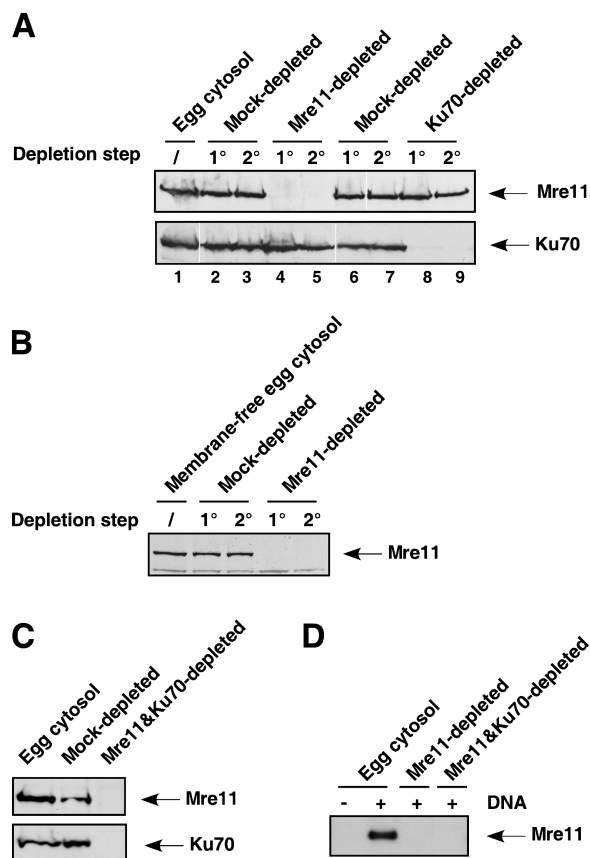 A
Egg cytosol
Mock-depleted
Mre11-depleted
Mock-depleted
Ku70-depleted
Depletion step / 1° 2° 1° 2° 1° 2° 1° 2°
Mre11
Ku70
1 2 3 4 5 6 7 8 9
B
Membrane-free egg cytosol
Mock-depleted
Mre11-depleted
Depletion step / 1° 2° 1° 2°
Mre11
C
Egg cytosol
Mock-depleted
Mre11&Ku70-depleted
Mre11
Ku70
D
Egg cytosol
Mre11-depleted
Mre11&Ku70-depleted
- + + + DNA
Mre11